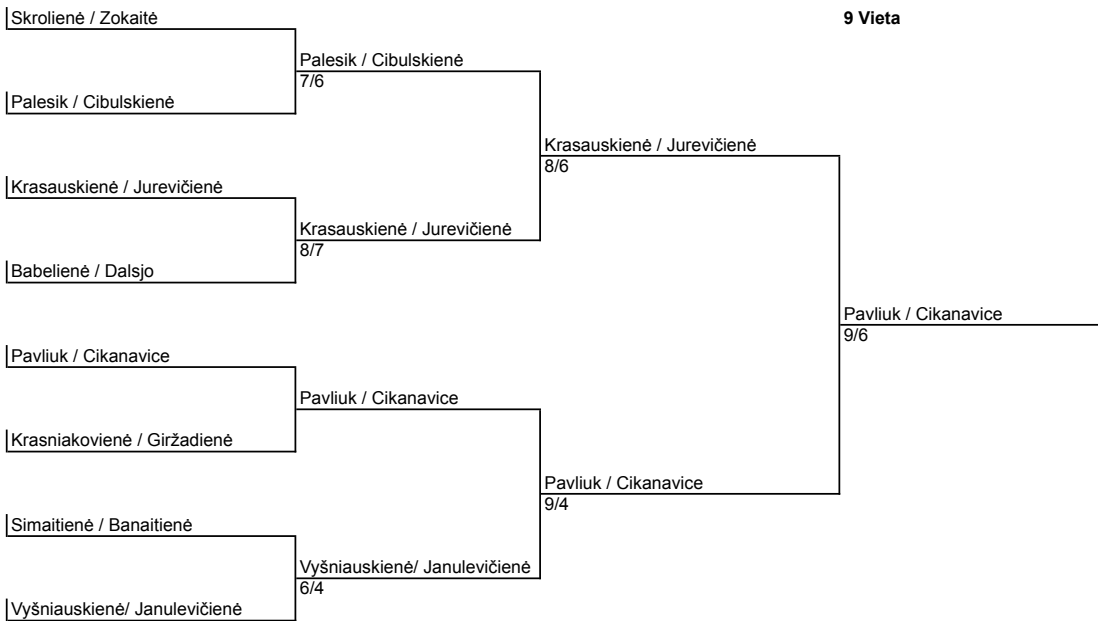 Skrolienė / Zokaitė
9 Vieta
Palesik / Cibulskienė
7/6
Palesik / Cibulskienė
Krasauskienė / Jurevičienė
8/6
Krasauskienė / Jurevičienė
Krasauskienė / Jurevičienė
8/7
Babelienė / Dalsjo
Pavliuk / Cikanavice
9/6
Pavliuk / Cikanavice
Pavliuk / Cikanavice
Krasniakovienė / Giržadienė
Pavliuk / Cikanavice
9/4
Simaitienė / Banaitienė
Vyšniauskienė/ Janulevičienė
6/4
Vyšniauskienė/ Janulevičienė